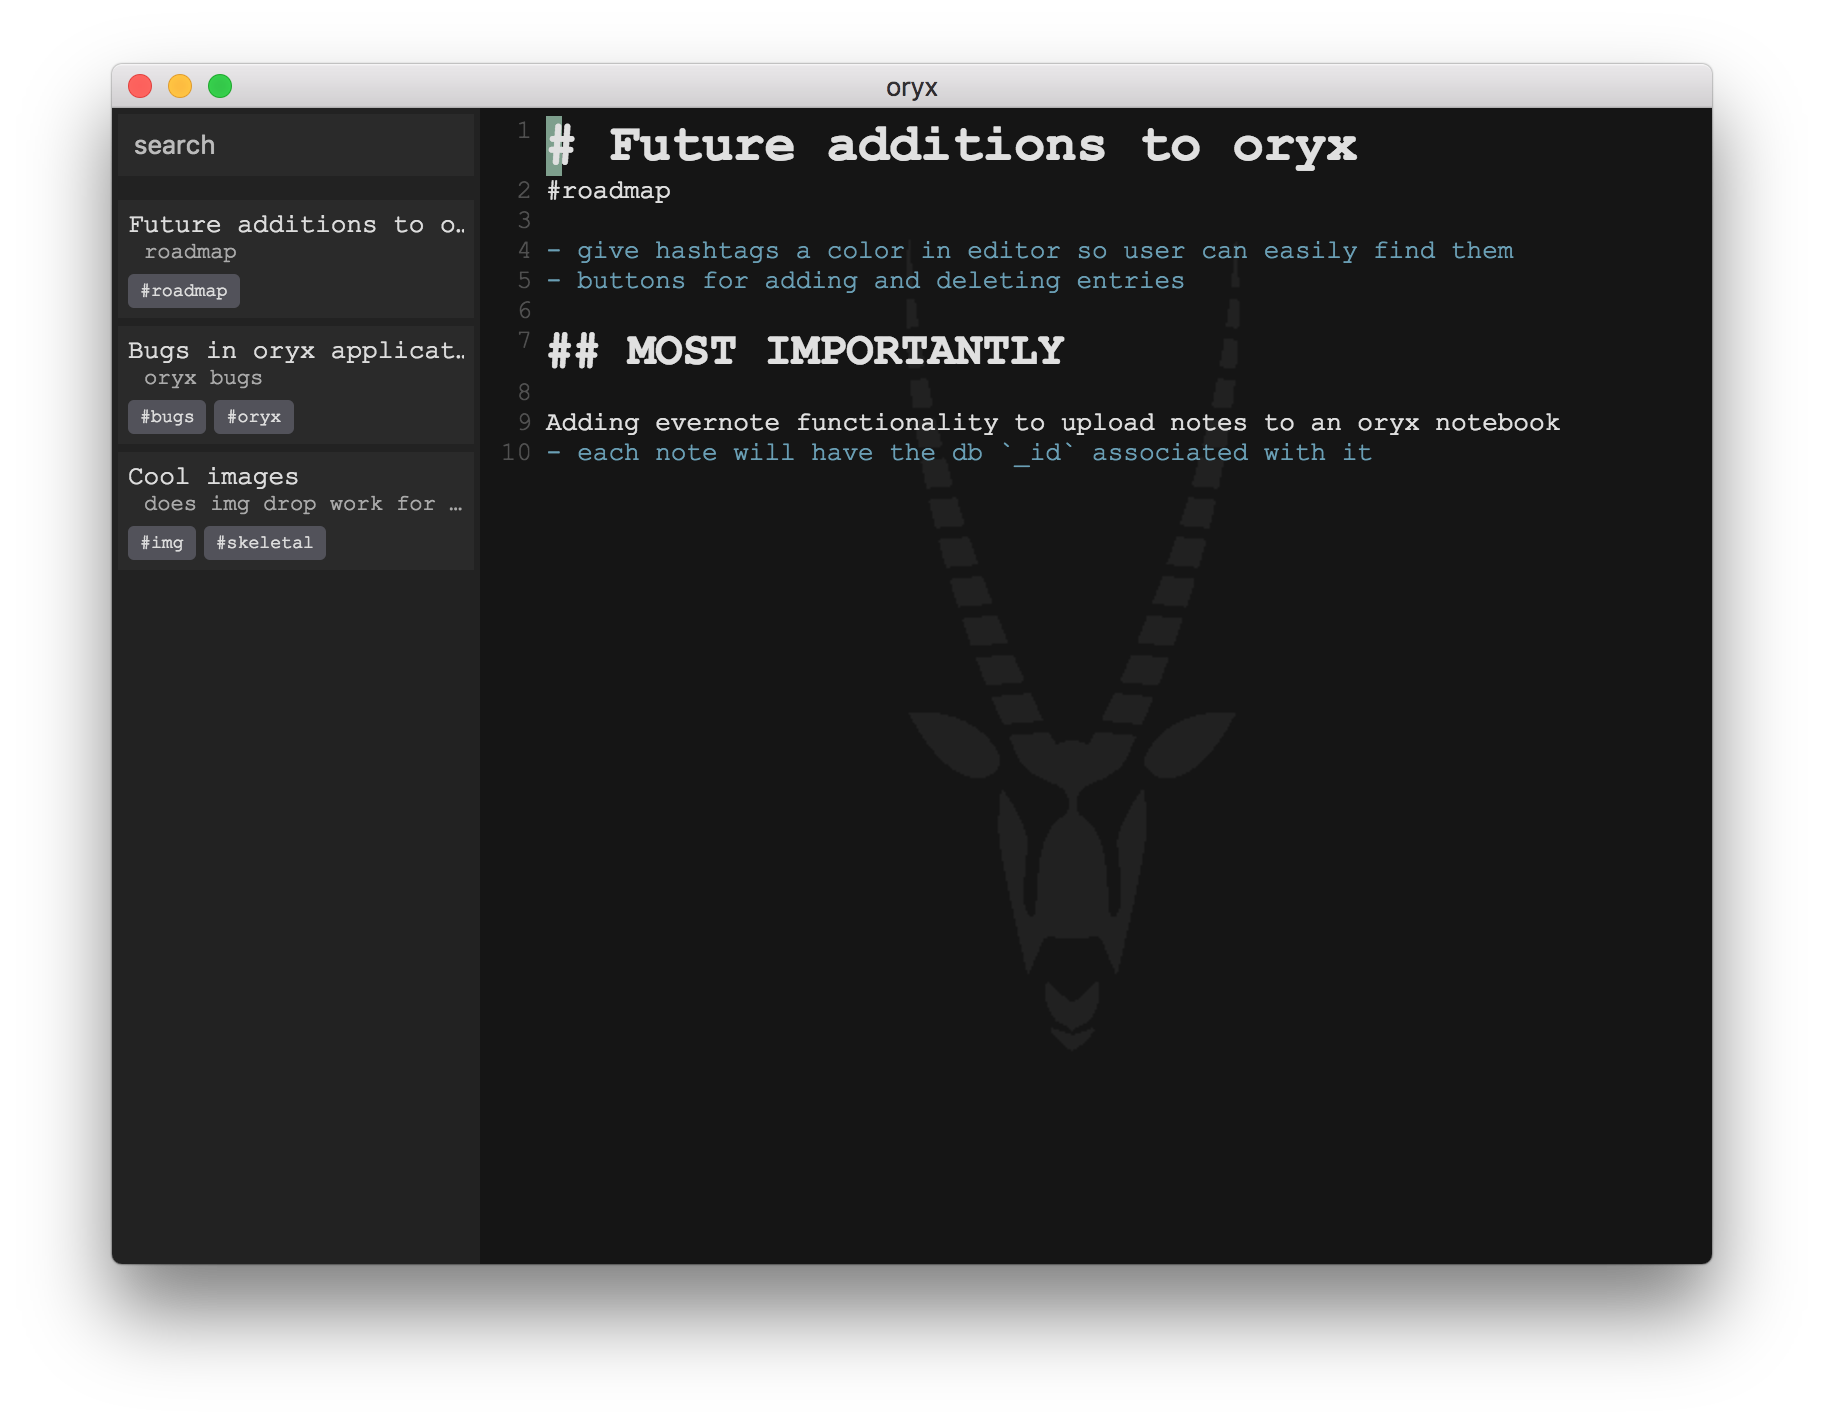 oryx
search
Future additions to o…
roadmap
#roadmap
Bugs in oryx applicat…
oryx bugs
#bugs #oryx
Cool images
does img drop work for …
#img #skeletal
1 # Future additions to oryx
2 #roadmap
3
4 - give hashtags a color in editor so user can easily find them
5 - buttons for adding and deleting entries
6
7 ## MOST IMPORTANTLY
8
9 Adding evernote functionality to upload notes to an oryx notebook
10 - each note will have the db `_id` associated with it